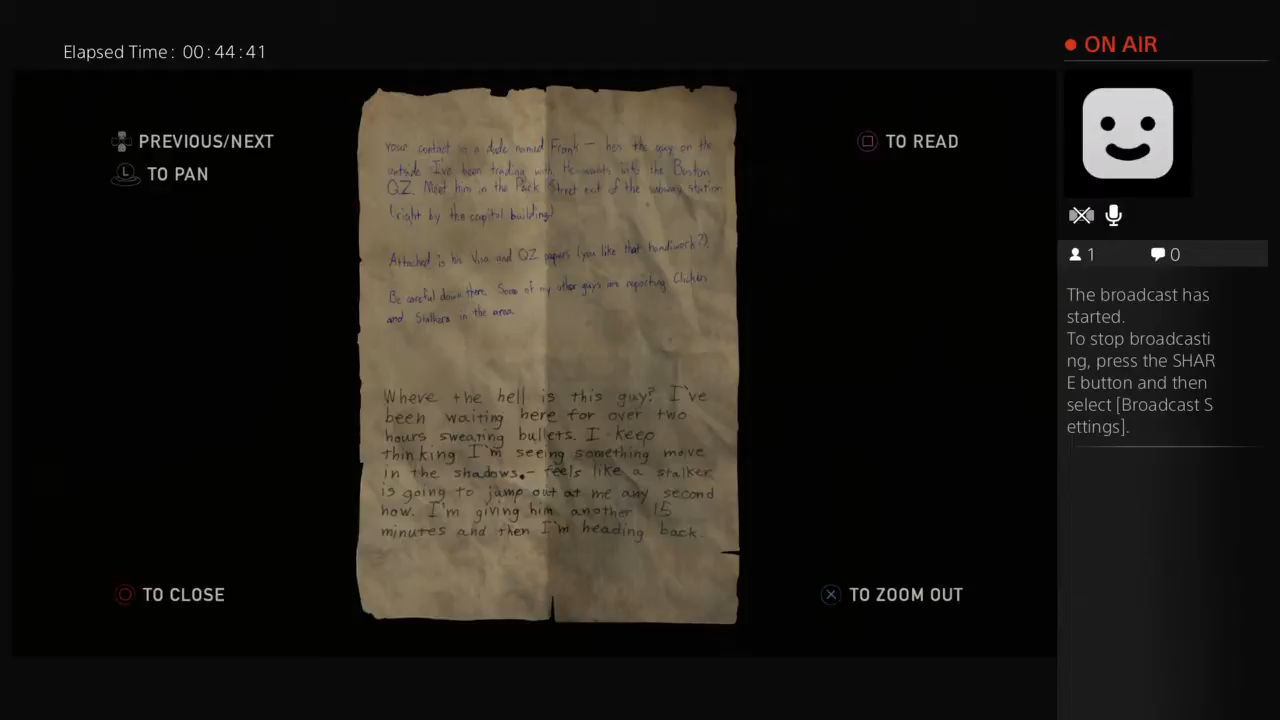 Elapsed Time: 00:44:41
ON AIR
PREVIOUS/NEXT
TO PAN
TO READ
Your contact is a dude named Frank — he's the guy on the
outside I've been trading with. He wants into the Boston
QZ. Meet him in the Park Street exit of the subway station
(right by the capitol building)
Attached is his Visa and QZ papers (you like that handiwork?).
Be careful down there. Some of my other guys are reporting Clickers
and Stalkers in the area.
Where the hell is this guy? I've
been waiting here for over two
hours swearing bullets. I keep
thinking I'm seeing something move
in the shadows. – feels like a stalker
is going to jump out at me any second
now. I'm giving him another 15
minutes and then I'm heading back.
TO CLOSE
TO ZOOM OUT
1
0
The broadcast has
started.
To stop broadcasti
ng, press the SHAR
E button and then
select [Broadcast S
ettings].